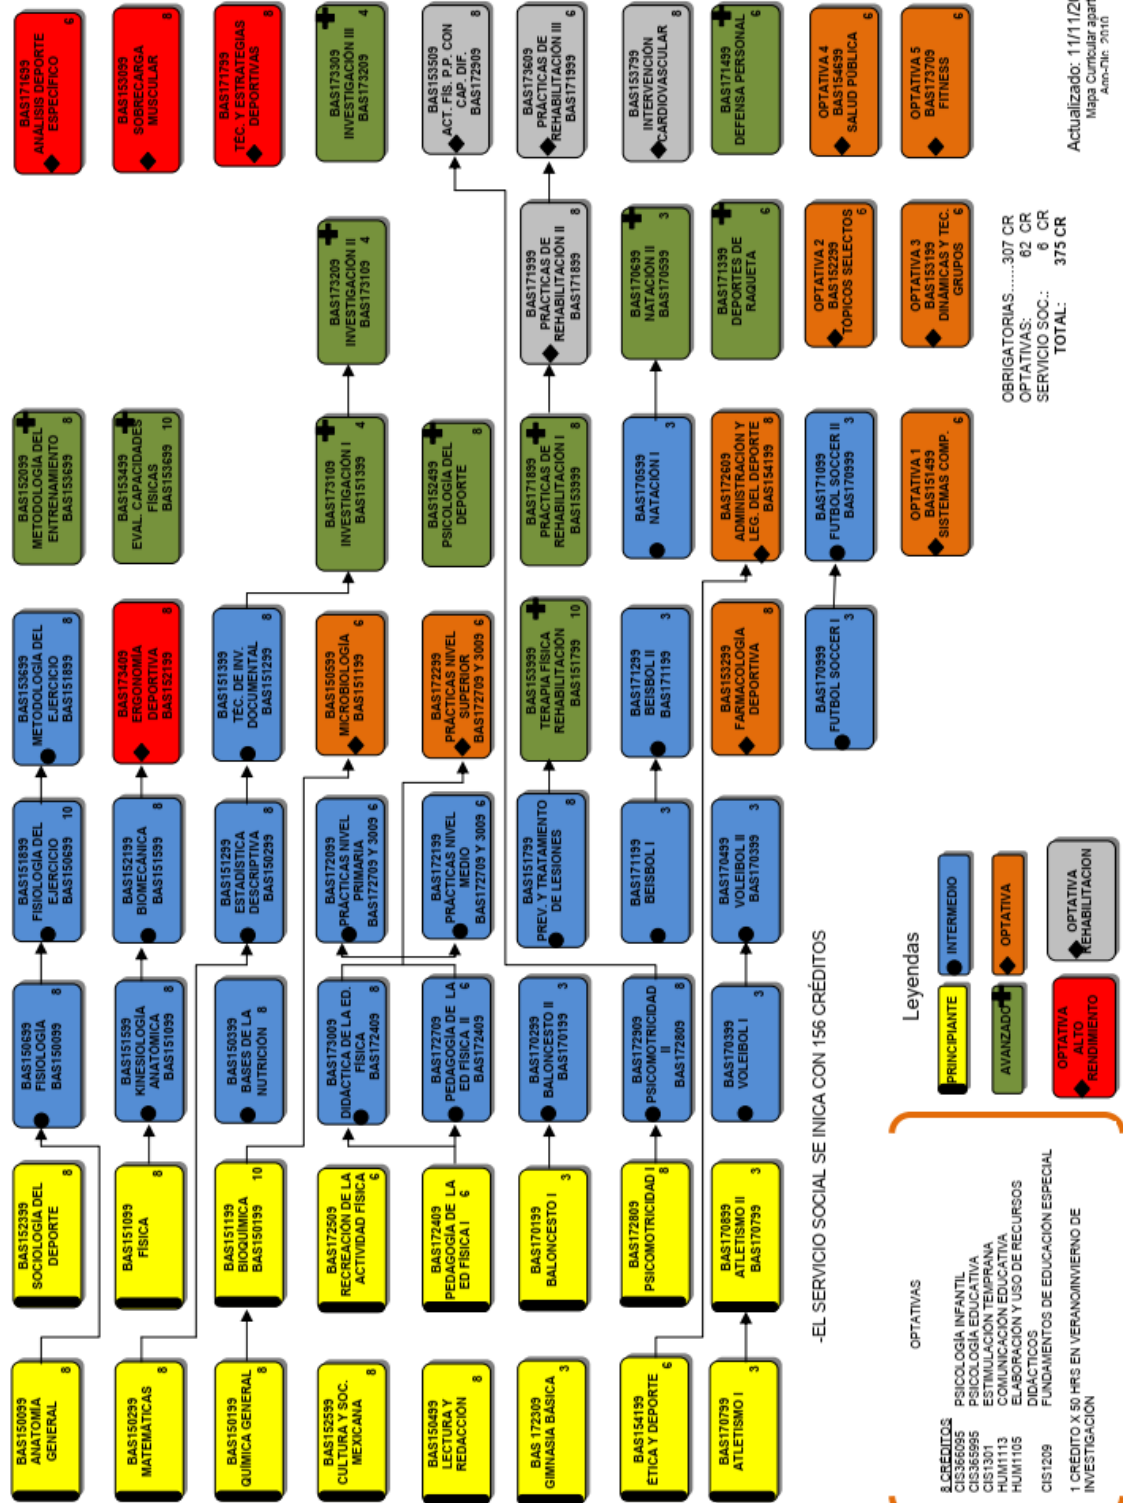 BAS150099
ANATOMIA
GENERAL
8
BAS152399
SOCIOLOGÍA DEL
DEPORTE
8
BAS150699
FISIOLOGÍA
BAS150099
8
BAS151899
FISIOLOGÍA DEL
EJERCICIO
BAS150699
10
BAS153699
METODOLOGÍA DEL
EJERCICIO
BAS151899
8
BAS152099
METODOLOGÍA DEL
ENTRENAMIENTO
BAS153699
8
BAS171699
ANÁLISIS DEPORTE
ESPECÍFICO
6
BAS150299
MATEMÁTICAS
8
BAS151099
FÍSICA
8
BAS151599
KINESIOLOGÍA
ANATÓMICA
BAS151099
8
BAS152199
BIOMECÁNICA
BAS151599
8
BAS173409
ERGONOMÍA
DEPORTIVA
BAS152199
8
BAS153499
EVAL. CAPACIDADES
FÍSICAS
BAS153699
10
BAS153099
SOBRECARGA
MUSCULAR
8
BAS150199
QUÍMICA GENERAL
8
BAS151199
BIOQUÍMICA
BAS150199
10
BAS150399
BASES DE LA
NUTRICIÓN 8
BAS151299
ESTADÍSTICA
DESCRIPTIVA
BAS150299
8
BAS151399
TÉC. DE INV.
DOCUMENTAL
BAS151299
8
BAS171799
TÉC. Y ESTRATEGIAS
DEPORTIVAS
8
BAS152599
CULTURA Y SOC.
MEXICANA
8
BAS172509
RECREACIÓN DE LA
ACTIVIDAD FÍSICA
6
BAS173009
DIDÁCTICA DE LA ED.
FÍSICA
BAS172409
8
BAS172099
PRÁCTICAS NIVEL
PRIMARIA
BAS172709 Y 3009 6
BAS150599
MICROBIOLOGÍA
BAS151199
6
BAS173109
INVESTIGACIÓN I
BAS151399
4
BAS173209
INVESTIGACIÓN II
BAS173109
4
BAS173309
INVESTIGACIÓN III
BAS173209
4
BAS150499
LECTURA Y
REDACCIÓN
8
BAS172409
PEDAGOGÍA DE LA
ED FÍSICA I
6
BAS172709
PEDAGOGÍA DE LA
ED FÍSICA II
BAS172409
6
BAS172199
PRÁCTICAS NIVEL
MEDIO
BAS172709 Y 3009 6
BAS172299
PRÁCTICAS NIVEL
SUPERIOR
BAS172709 Y 3009 6
BAS152499
PSICOLOGÍA DEL
DEPORTE
8
BAS153509
ACT. FÍS. P.P. CON
CAP. DIF.
BAS172909
8
BAS 172309
GIMNASIA BÁSICA
3
BAS170199
BALONCESTO I
3
BAS170299
BALONCESTO II
BAS170199
3
BAS151799
PREV. Y TRATAMIENTO
DE LESIONES
8
BAS153999
TERAPIA FÍSICA
REHABILITACIÓN
BAS151799
10
BAS171899
PRÁCTICAS DE
REHABILITACIÓN I
BAS153999
8
BAS171999
PRÁCTICAS DE
REHABILITACIÓN II
BAS171899
8
BAS173609
PRÁCTICAS DE
REHABILITACIÓN III
BAS171999
6
BAS154199
ÉTICA Y DEPORTE
6
BAS172809
PSICOMOTRICIDAD I
8
BAS172909
PSICOMOTRICIDAD
II
BAS172809
8
BAS171199
BEISBOL I
3
BAS171299
BEISBOL II
BAS171199
3
BAS170599
NATACIÓN I
3
BAS170699
NATACIÓN II
BAS170599
3
BAS153799
INTERVENCIÓN
CARDIOVASCULAR
8
BAS170799
ATLETISMO I
3
BAS170899
ATLETISMO II
BAS170799
3
BAS170399
VOLEIBOL I
3
BAS170499
VOLEIBOL II
BAS170399
3
BAS153299
FARMACOLOGÍA
DEPORTIVA
8
BAS172609
ADMINISTRACIÓN Y
LEG. DEL DEPORTE
BAS154199
8
BAS171399
DEPORTES DE
RAQUETA
6
BAS171499
DEFENSA PERSONAL
6
-EL SERVICIO SOCIAL SE INICA CON 156 CRÉDITOS
BAS170999
FUTBOL SOCCER I
3
BAS171099
FUTBOL SOCCER II
BAS170999
3
OPTATIVA 2
BAS152299
TÓPICOS SELECTOS
6
OPTATIVA 4
BAS154699
SALUD PÚBLICA
6
OPTATIVA 1
BAS151499
SISTEMAS COMP.
6
OPTATIVA 3
BAS153199
DINÁMICAS Y TEC.
GRUPOS
6
OPTATIVA 5
BAS173709
FITNESS
6
OPTATIVAS
8 CREDITOS
CIS366095 PSICOLOGÍA INFANTIL
CIS365995 PSICOLOGÍA EDUCATIVA
CIS1301 ESTIMULACIÓN TEMPRANA
HUM1113 COMUNICACIÓN EDUCATIVA
HUM1105 ELABORACIÓN Y USO DE RECURSOS
DIDÁCTICOS
CIS1209 FUNDAMENTOS DE EDUCACIÓN ESPECIAL
1 CRÉDITO X 50 HRS EN VERANO/INVIERNO DE
INVESTIGACIÓN
Leyendas
PRINCIPIANTE
INTERMEDIO
AVANZADO
OPTATIVA
OPTATIVA
ALTO
RENDIMIENTO
OPTATIVA
REHABILITACION
OBRIGATORIAS......307 CR
OPTATIVAS: 62 CR
SERVICIO SOC.: 6 CR
TOTAL: 375 CR
Actualizado: 11/11/20
Mapa Curricular apart
Ago-Dic. 2010